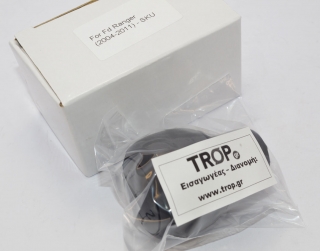 For Fd Ranger
(2004-2011) - SKU
TROP
Εισαγωγέας - Διανομή:
www.trop.gr